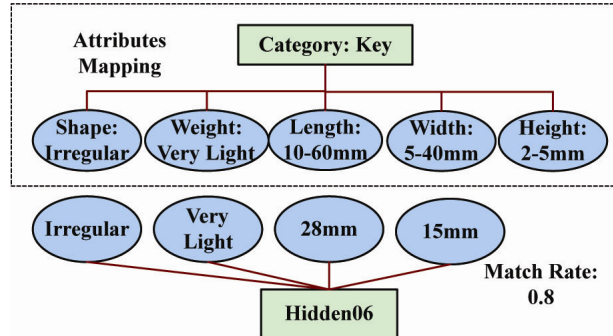 Attributes
Mapping
Category: Key
Shape:
Irregular
Weight:
Very Light
Length:
10-60mm
Width:
5-40mm
Height:
2-5mm
Irregular
Very
Light
28mm
15mm
Match Rate:
0.8
Hidden06